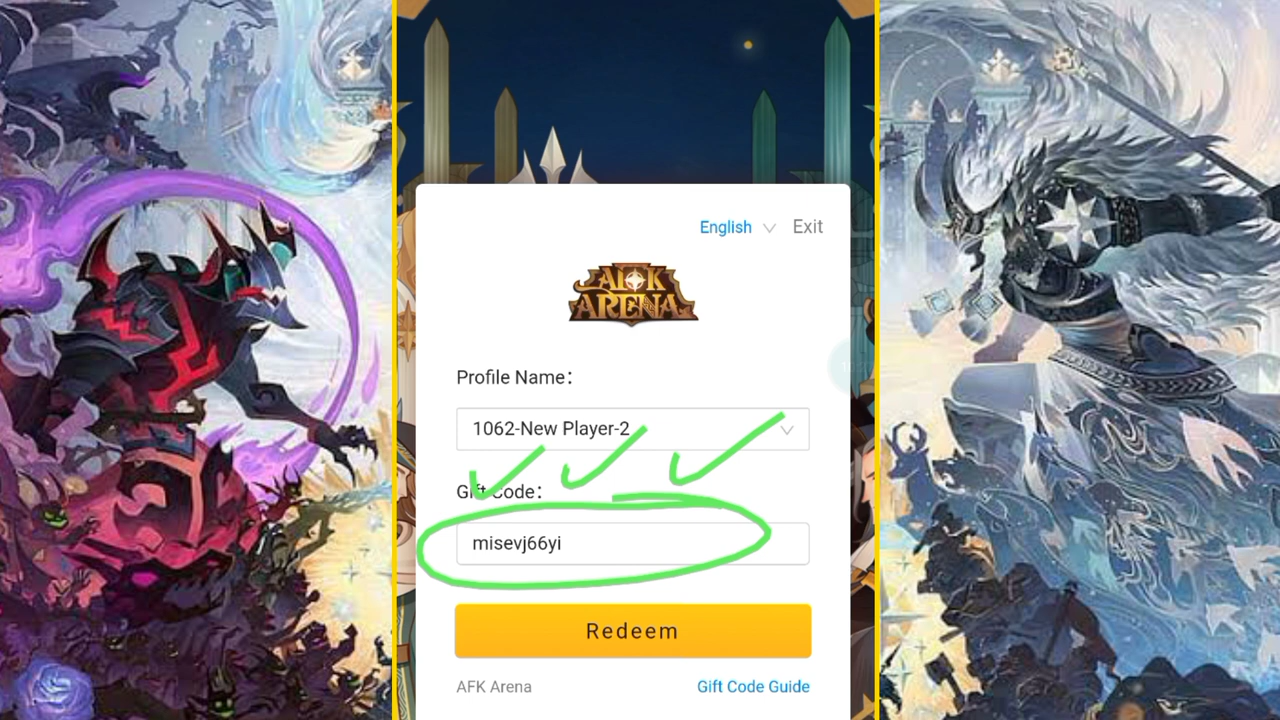 English Exit
AFK
ARENA
Profile Name:
1062-New Player-2
Gift Code:
misevj66yi
Redeem
AFK Arena Gift Code Guide